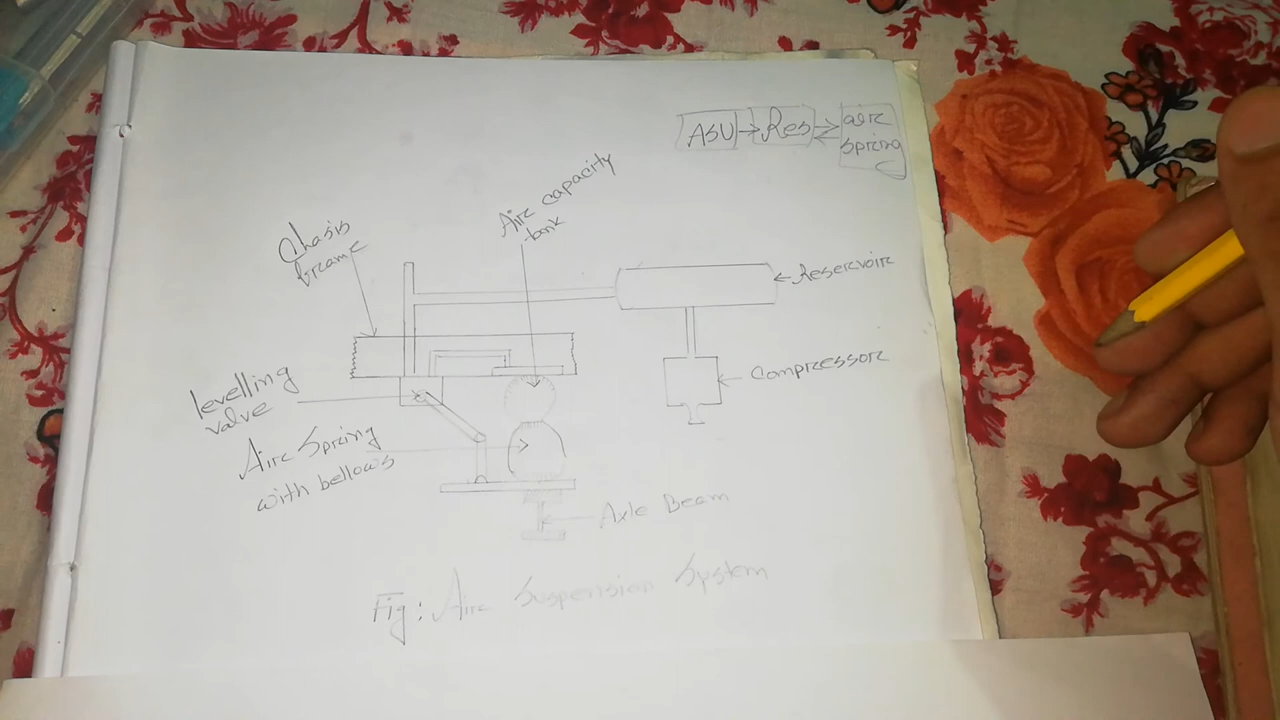 ASU → Res → air spring
Air capacity
tank
Chasis
frame
Reservoir
Compressor
levelling
valve
Air Spring
with bellows
Axle Beam
Fig: Air Suspension System